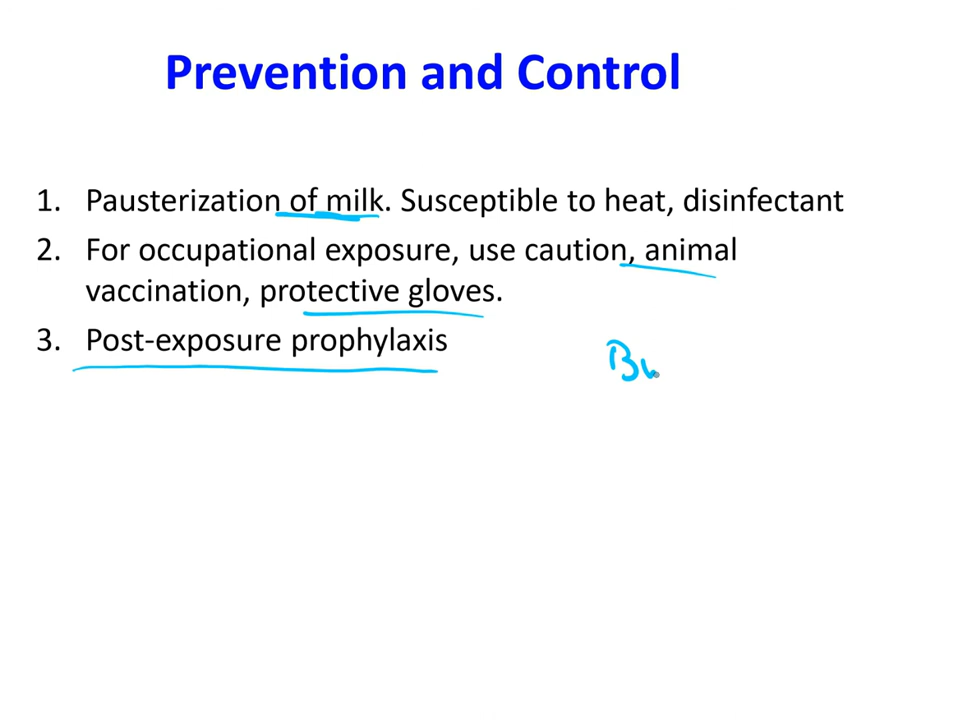 Prevention and Control
1. Pausterization of milk. Susceptible to heat, disinfectant
2. For occupational exposure, use caution, animal
vaccination, protective gloves.
3. Post-exposure prophylaxis